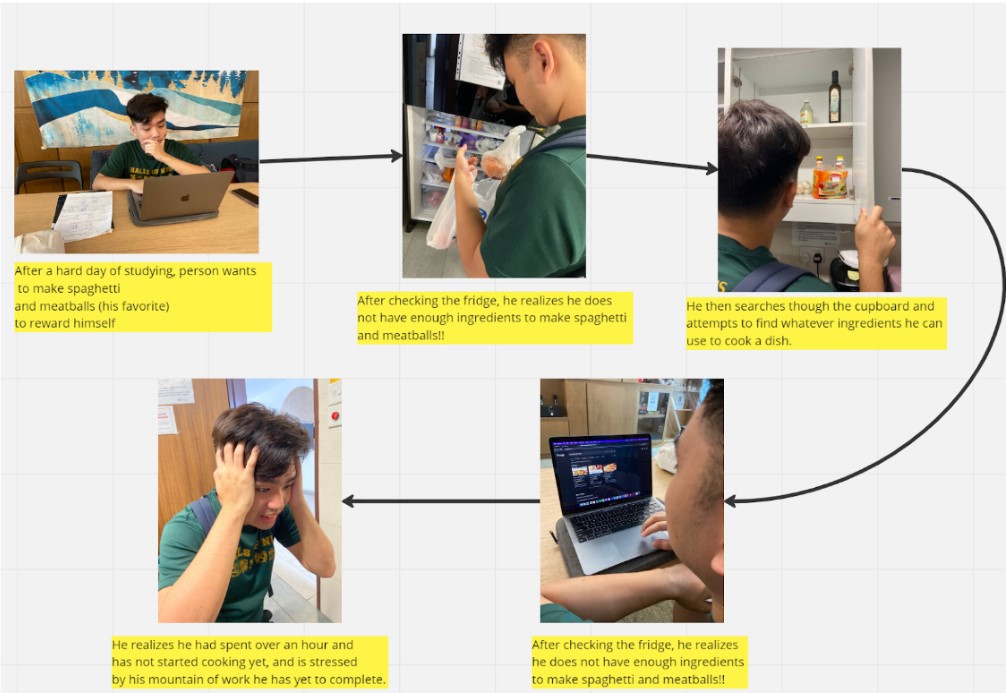 After a hard day of studying, person wants
to make spaghetti
and meatballs (his favorite)
to reward himself
After checking the fridge, he realizes he does
not have enough ingredients to make spaghetti
and meatballs!!
He then searches though the cupboard and
attempts to find whatever ingredients he can
use to cook a dish.
After checking the fridge, he realizes
he does not have enough ingredients
to make spaghetti and meatballs!!
He realizes he had spent over an hour and
has not started cooking yet, and is stressed
by his mountain of work he has yet to complete.